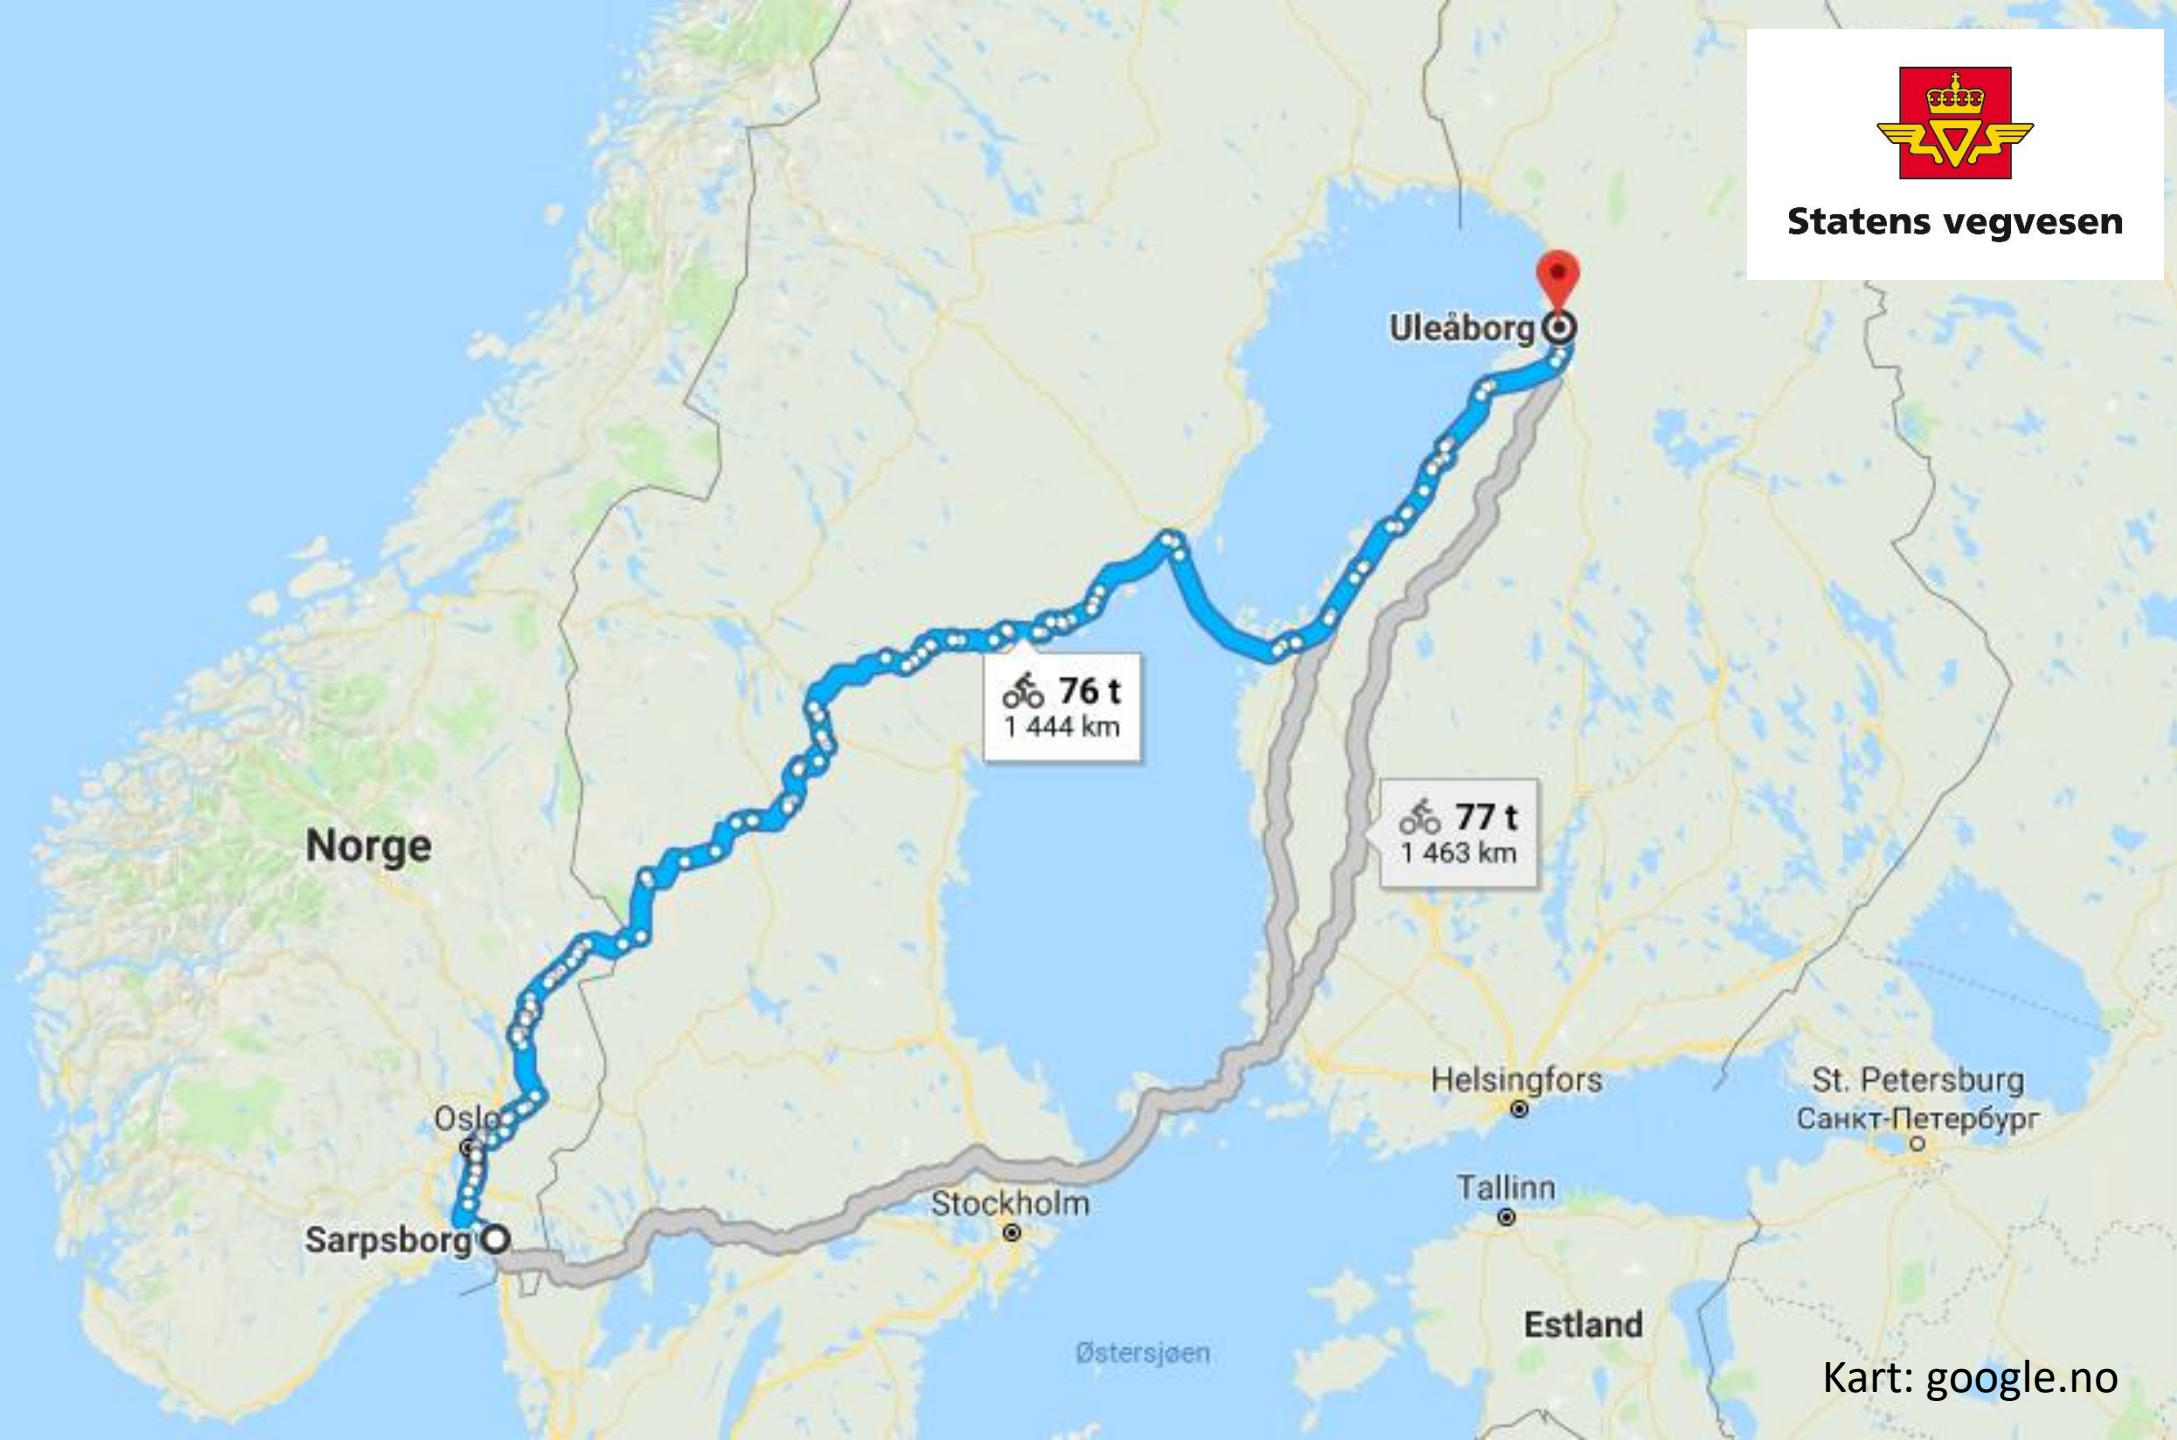 Statens vegvesen
Uleåborg
76 t
1 444 km
77 t
1 463 km
Norge
Oslo
Helsingfors
St. Petersburg
Санкт-Петербург
Tallinn
Stockholm
Sarpsborg
Estland
Østersjøen
Kart: google.no